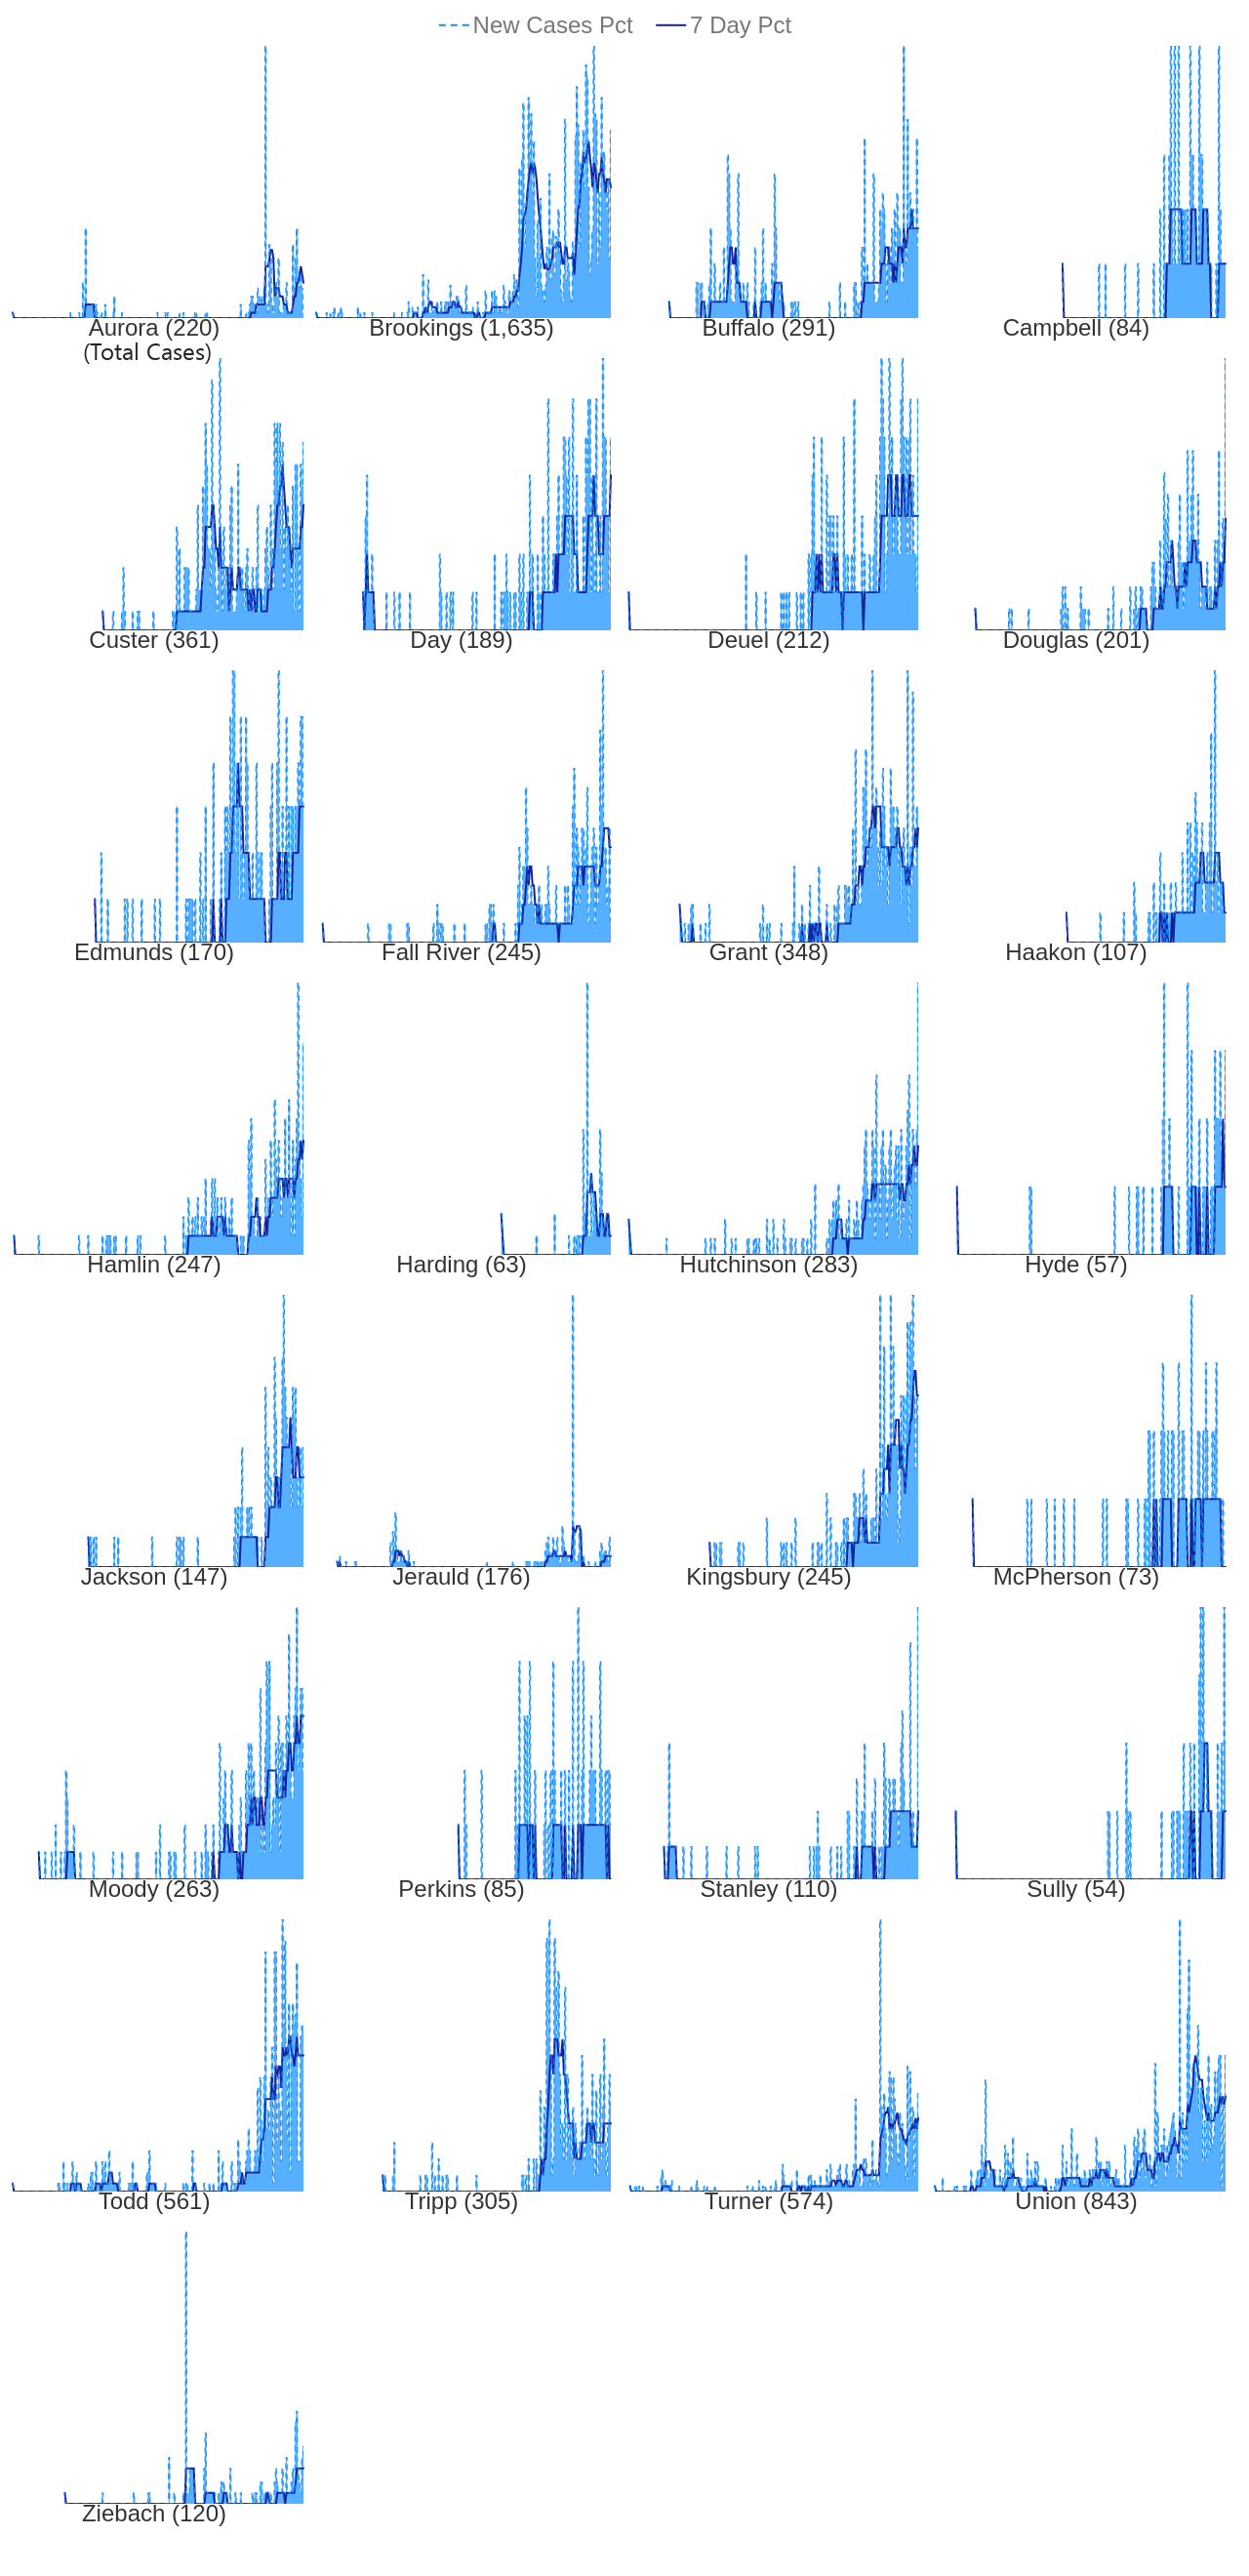 New Cases Pct 7 Day Pct
Aurora (220) Brookings (1,635) Buffalo (291) Campbell (84)
(Total Cases)
Custer (361) Day (189) Deuel (212) Douglas (201)
Edmunds (170) Fall River (245) Grant (348) Haakon (107)
Hamlin (247) Harding (63) Hutchinson (283) Hyde (57)
Jackson (147) Jerauld (176) Kingsbury (245) McPherson (73)
Moody (263) Perkins (85) Stanley (110) Sully (54)
Todd (561) Tripp (305) Turner (574) Union (843)
Ziebach (120)